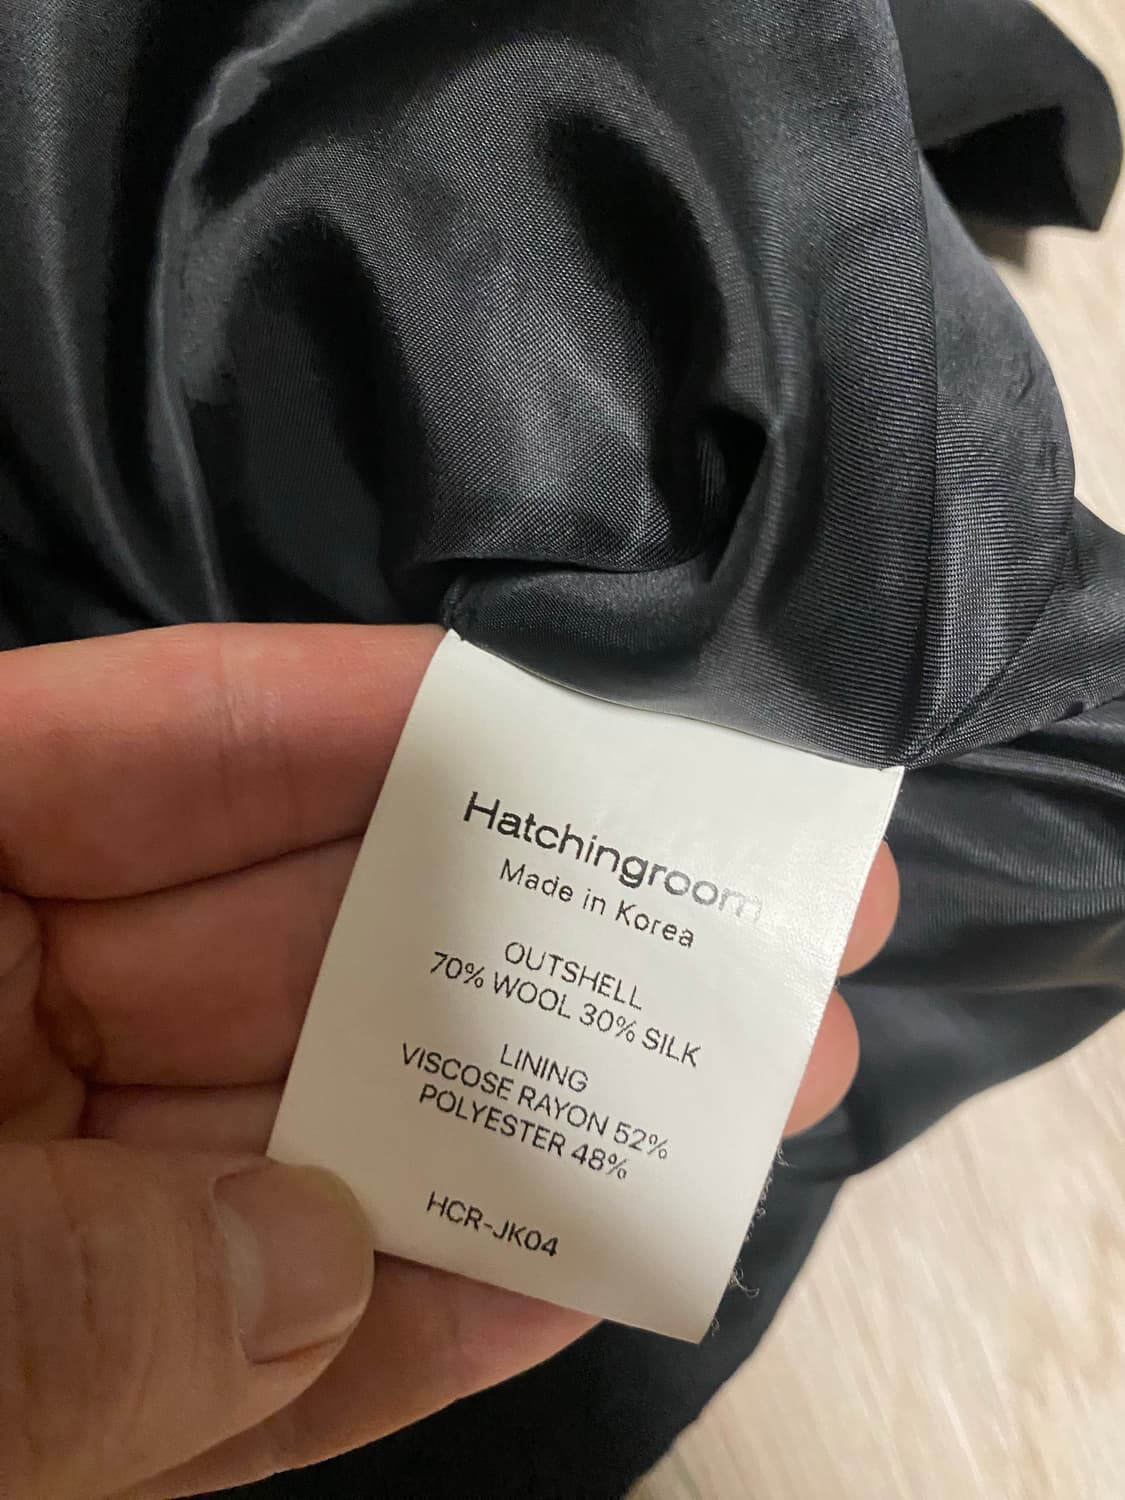 Hatchingroom
Made in Korea
OUTSHELL
70% WOOL 30% SILK
LINING
VISCOSE RAYON 52%
POLYESTER 48%
HCR-JK04